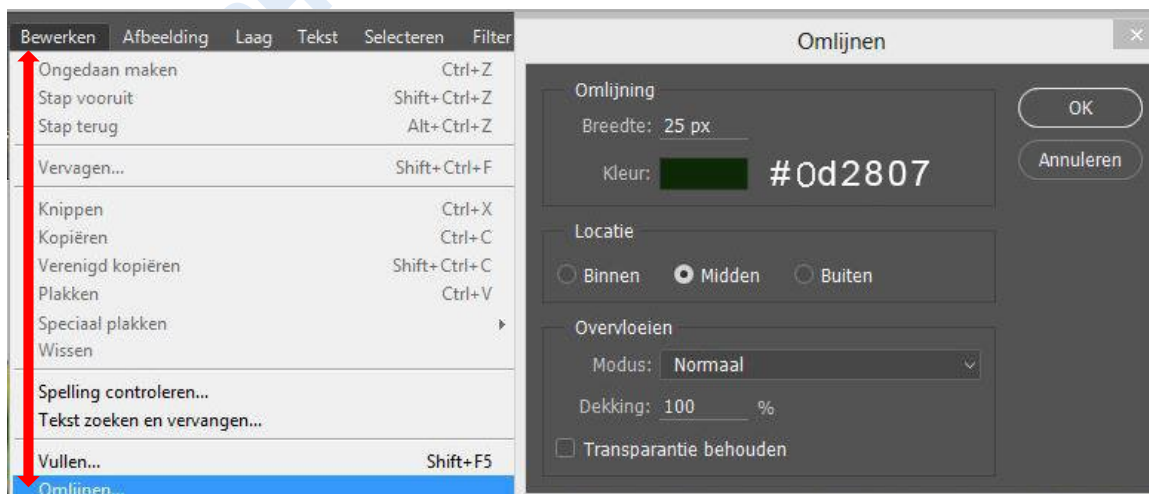 Bewerken Afbeelding Laag Tekst Selecteren Filter
Ongedaan maken Ctrl+Z
Stap vooruit Shift+Ctrl+Z
Stap terug Alt+Ctrl+Z
Vervagen... Shift+Ctrl+F
Knippen Ctrl+X
Kopiëren Ctrl+C
Verenigd kopiëren Shift+Ctrl+C
Plakken Ctrl+V
Speciaal plakken
Wissen
Spelling controleren...
Tekst zoeken en vervangen...
Vullen... Shift+F5
Omlijnen...
Omlijnen
Omlijning
Breedte: 25 px
Kleur: #0d2807
OK
Annuleren
Locatie
Binnen Midden Buiten
Overvloeien
Modus: Normaal
Dekking: 100 %
Transparantie behouden